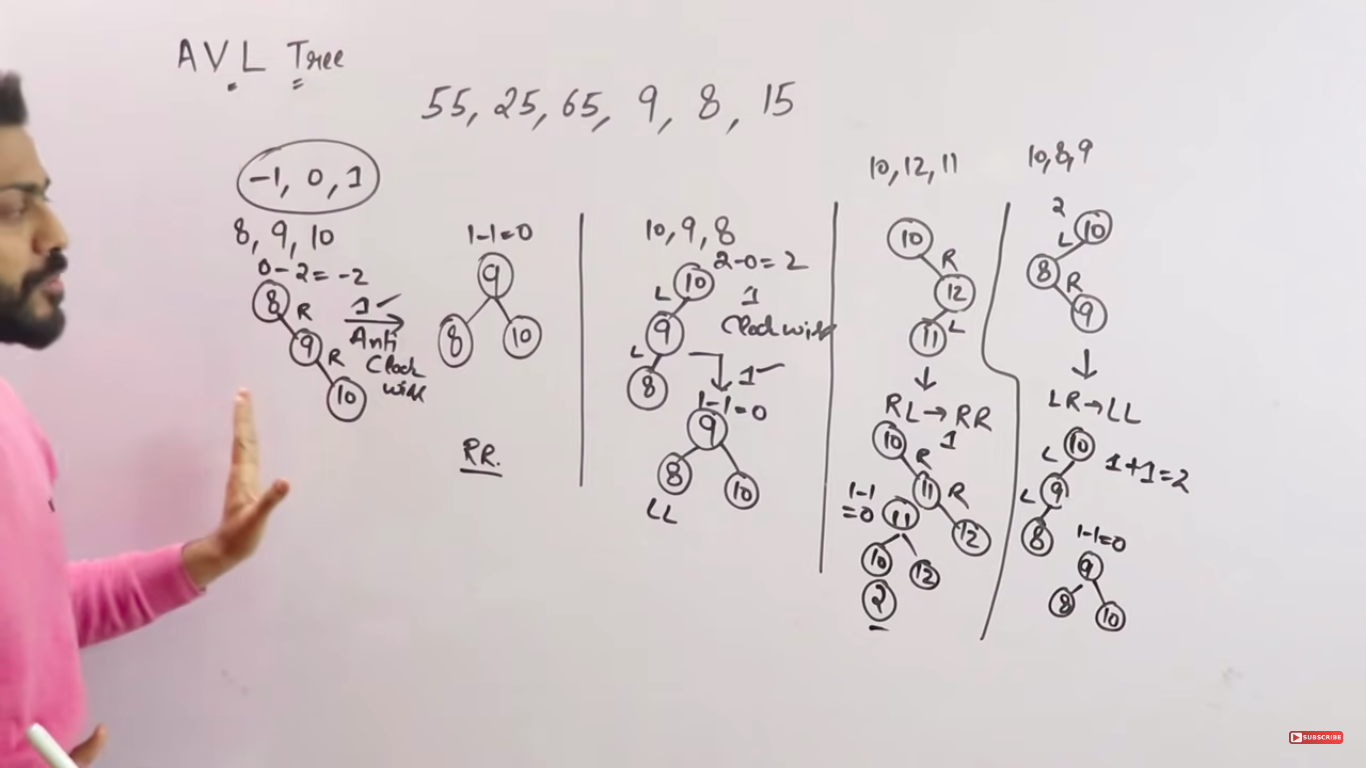 AVL Tree
55, 25, 65, 9, 8, 15
-1, 0, 1
8, 9, 10
0-2=-2
8 R
9 R
10
1
Anti
Clock
wise
1-1=0
9
8 10
RR.
10, 9, 8
2-0=2
L 10
L 9
8
1
Clockwise
1
1-1=0
9
8 10
LL
10, 12, 11
10 R
12
11 L
RL→RR
10 R 1
11 R
12
1-1
=0
11
10 12
2
10, 8, 9
2
L 10
8 R
9
LR→LL
L 10
1+1=2
L 9
8
1-1=0
9
8 10
SUBSCRIBE